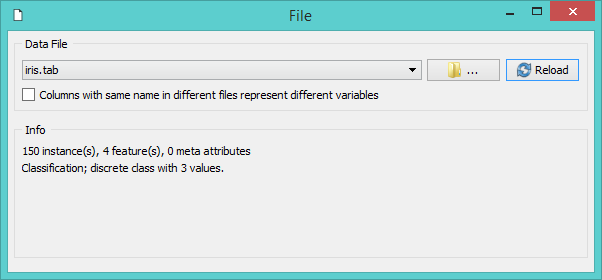 File
Data File
iris.tab
...
Reload
Columns with same name in different files represent different variables
Info
150 instance(s), 4 feature(s), 0 meta attributes
Classification; discrete class with 3 values.